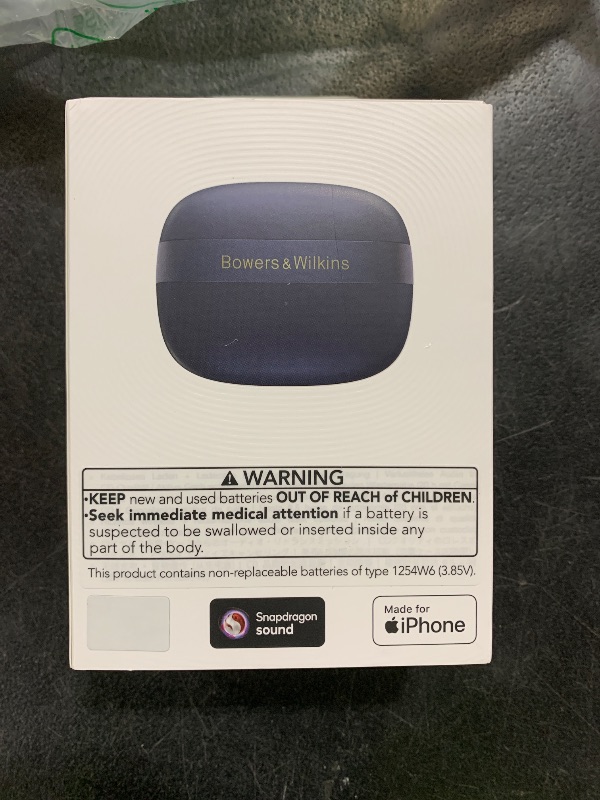 Bowers & Wilkins
WARNING
•KEEP new and used batteries OUT OF REACH of CHILDREN.
•Seek immediate medical attention if a battery is
suspected to be swallowed or inserted inside any
part of the body.
This product contains non-replaceable batteries of type 1254W6 (3.85V).
Snapdragon
sound
Made for
iPhone